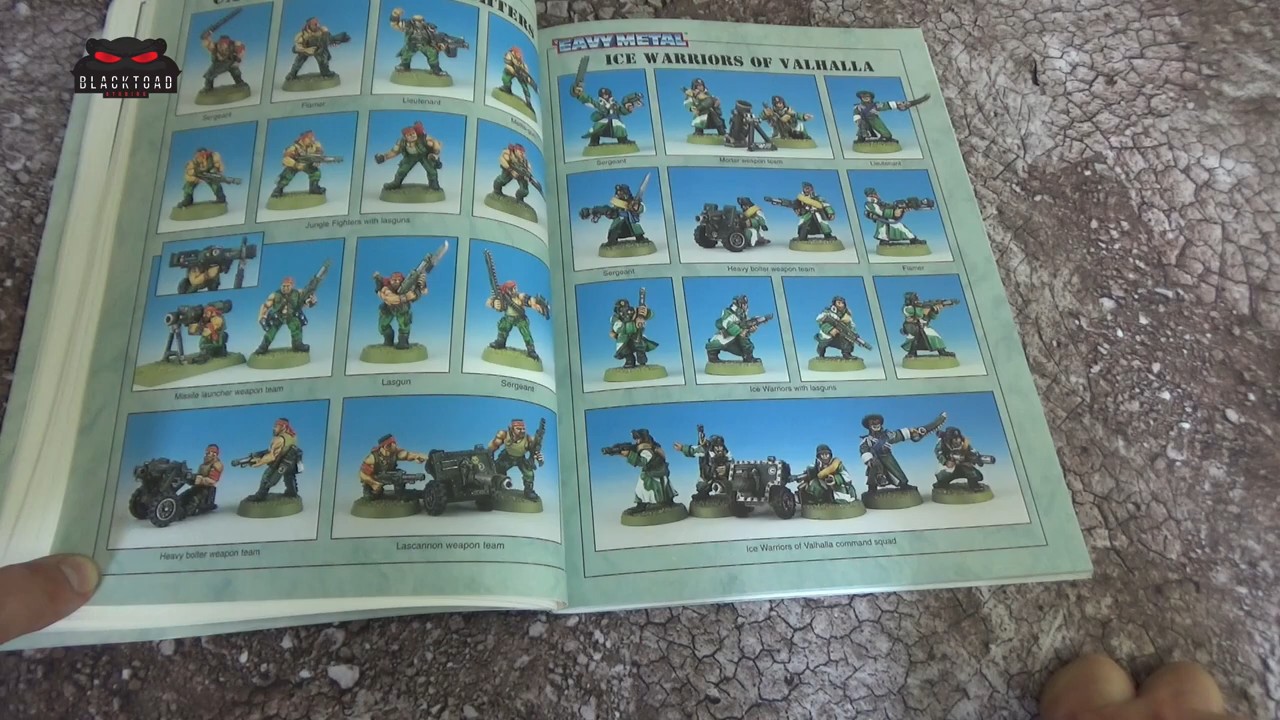 BLACKTOAD
STUDIOS
Sergeant
Flamer
Lieutenant
Jungle Fighters with lasguns
Missile launcher weapon team
Lasgun
Sergeant
Heavy bolter weapon team
Lascannon weapon team
'EAVY METAL
ICE WARRIORS OF VALHALLA
Sergeant
Mortar weapon team
Lieutenant
Sergeant
Heavy bolter weapon team
Flamer
Ice Warriors with lasguns
Ice Warriors of Valhalla command squad